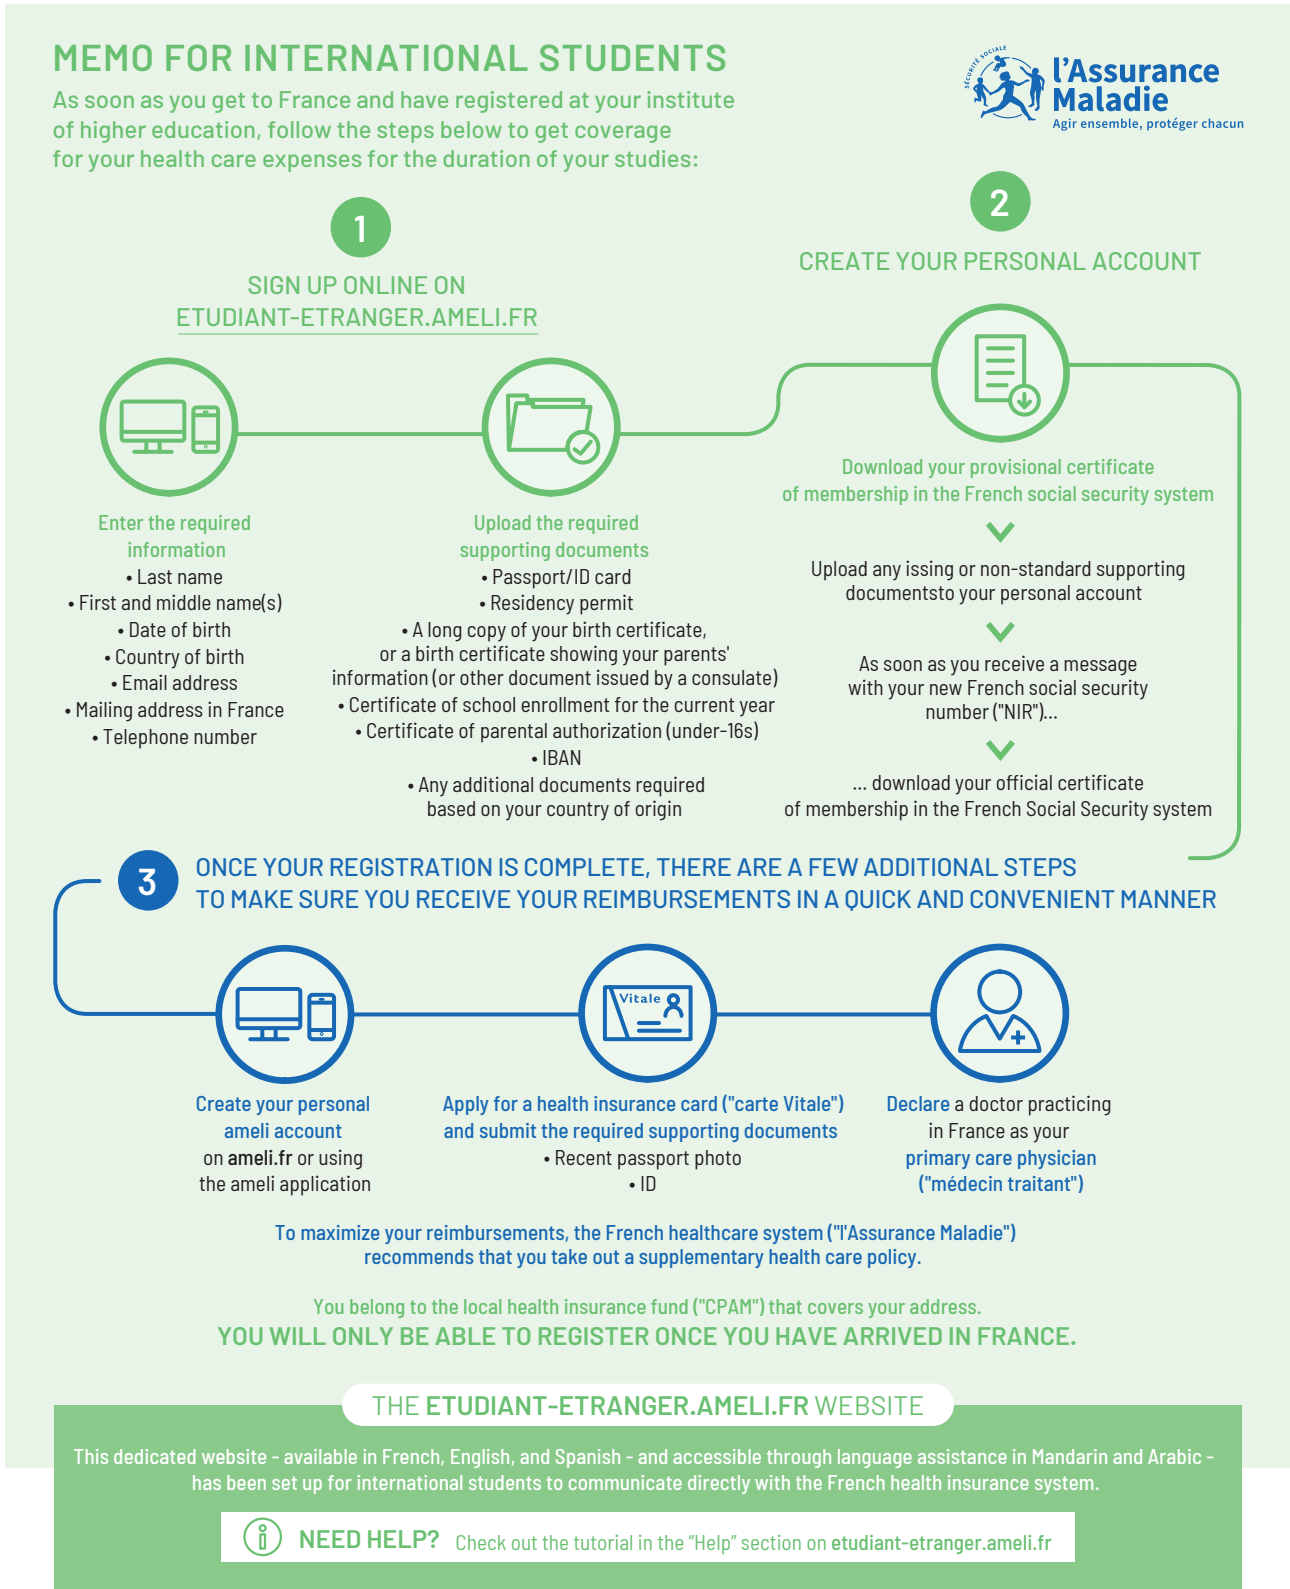 MEMO FOR INTERNATIONAL STUDENTS
As soon as you get to France and have registered at your institute
of higher education, follow the steps below to get coverage
for your health care expenses for the duration of your studies:
SÉCURITÉ SOCIALE
l'Assurance
Maladie
Agir ensemble, protéger chacun
1
SIGN UP ONLINE ON
ETUDIANT-ETRANGER.AMELI.FR
Enter the required
information
• Last name
• First and middle name(s)
• Date of birth
• Country of birth
• Email address
• Mailing address in France
• Telephone number
Upload the required
supporting documents
• Passport/ID card
• Residency permit
• A long copy of your birth certificate,
or a birth certificate showing your parents'
information (or other document issued by a consulate)
• Certificate of school enrollment for the current year
• Certificate of parental authorization (under-16s)
• IBAN
• Any additional documents required
based on your country of origin
2
CREATE YOUR PERSONAL ACCOUNT
Download your provisional certificate
of membership in the French social security system
Upload any issing or non-standard supporting
documentsto your personal account
As soon as you receive a message
with your new French social security
number ("NIR")...
... download your official certificate
of membership in the French Social Security system
3
ONCE YOUR REGISTRATION IS COMPLETE, THERE ARE A FEW ADDITIONAL STEPS
TO MAKE SURE YOU RECEIVE YOUR REIMBURSEMENTS IN A QUICK AND CONVENIENT MANNER
Create your personal
ameli account
on ameli.fr or using
the ameli application
Vitale
Apply for a health insurance card ("carte Vitale")
and submit the required supporting documents
• Recent passport photo
• ID
Declare a doctor practicing
in France as your
primary care physician
("médecin traitant")
To maximize your reimbursements, the French healthcare system ("l'Assurance Maladie")
recommends that you take out a supplementary health care policy.
You belong to the local health insurance fund ("CPAM") that covers your address.
YOU WILL ONLY BE ABLE TO REGISTER ONCE YOU HAVE ARRIVED IN FRANCE.
THE ETUDIANT-ETRANGER.AMELI.FR WEBSITE
This dedicated website - available in French, English, and Spanish - and accessible through language assistance in Mandarin and Arabic -
has been set up for international students to communicate directly with the French health insurance system.
NEED HELP? Check out the tutorial in the “Help” section on etudiant-etranger.ameli.fr